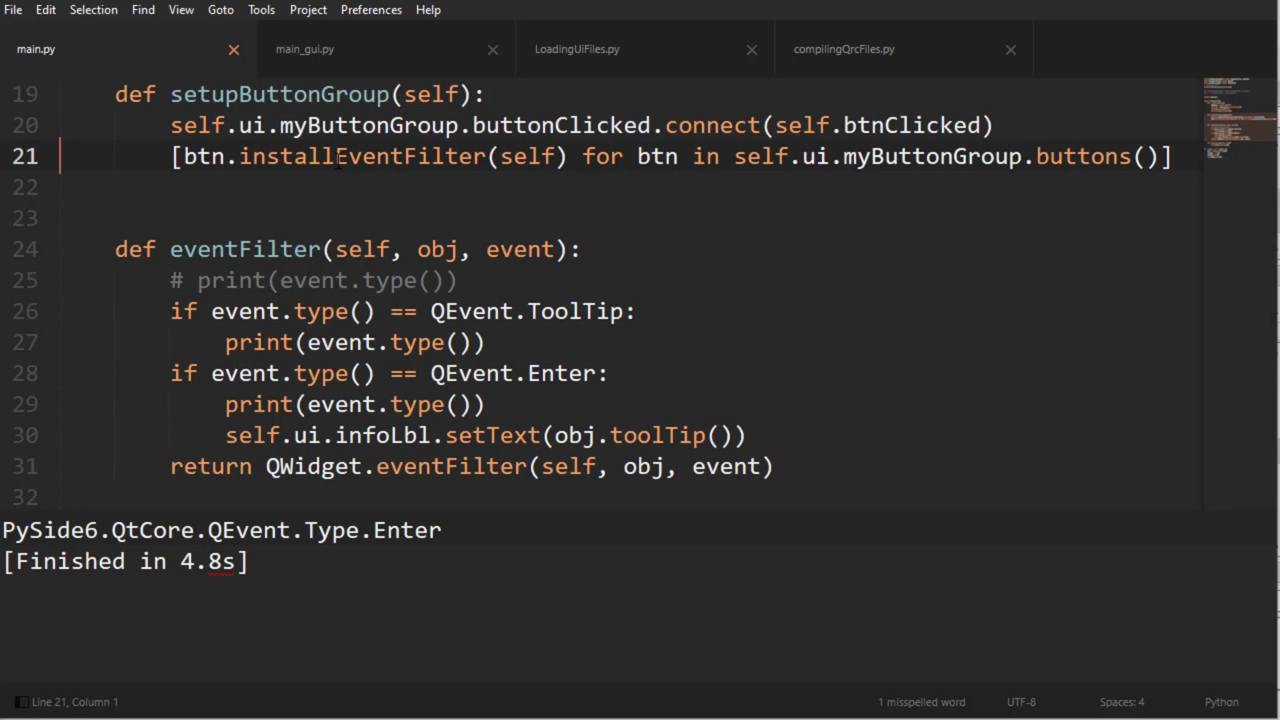 File Edit Selection Find View Goto Tools Project Preferences Help
main.py main_gui.py LoadingUiFiles.py compilingQrcFiles.py
19 def setupButtonGroup(self):
20 self.ui.myButtonGroup.buttonClicked.connect(self.btnClicked)
21 [btn.installEventFilter(self) for btn in self.ui.myButtonGroup.buttons()]
22
23
24 def eventFilter(self, obj, event):
25 # print(event.type())
26 if event.type() == QEvent.ToolTip:
27 print(event.type())
28 if event.type() == QEvent.Enter:
29 print(event.type())
30 self.ui.infoLbl.setText(obj.toolTip())
31 return QWidget.eventFilter(self, obj, event)
32
PySide6.QtCore.QEvent.Type.Enter
[Finished in 4.8s]
Line 21, Column 1 1 misspelled word UTF-8 Spaces: 4 Python